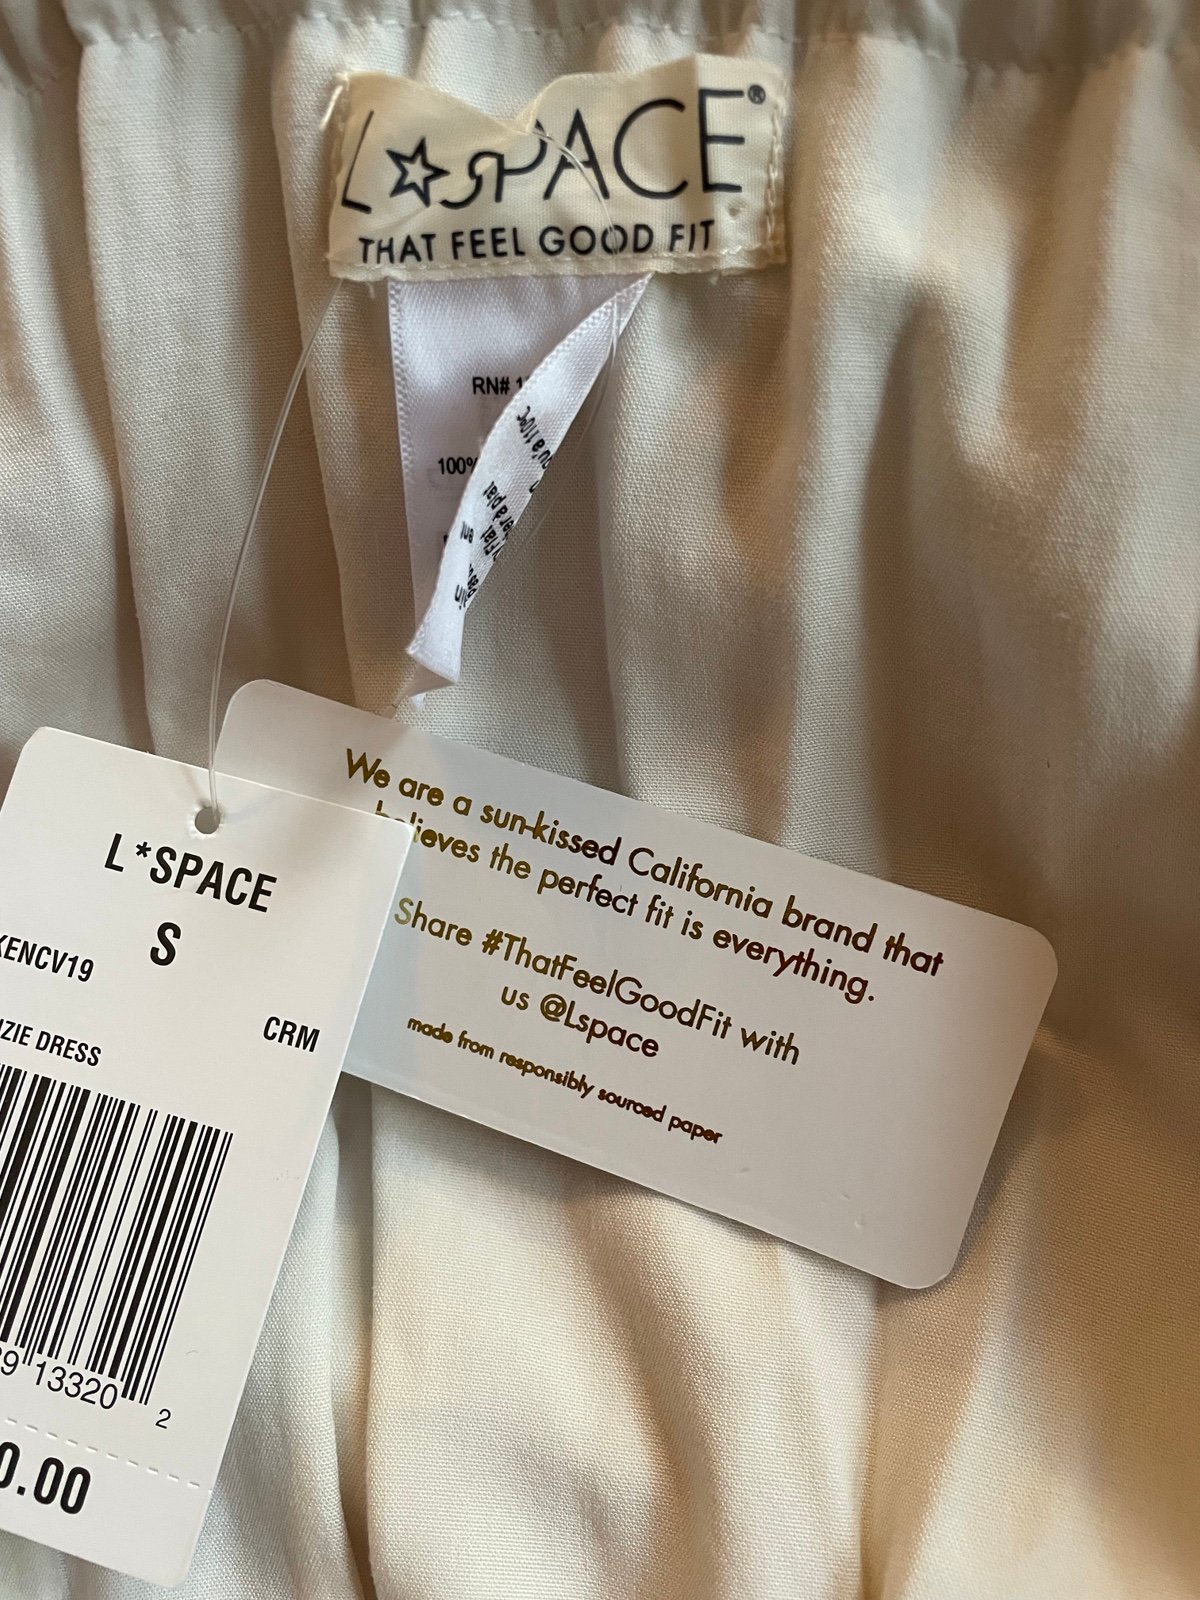 L☆SPACE®
THAT FEEL GOOD FIT
RN# 1
100%
We are a sun-kissed California brand that
believes the perfect fit is everything.
Share #ThatFeelGoodFit with
us @Lspace
made from responsibly sourced paper
L*SPACE
S
KENCV19
CRM
ZIE DRESS
9 13320 2
0.00